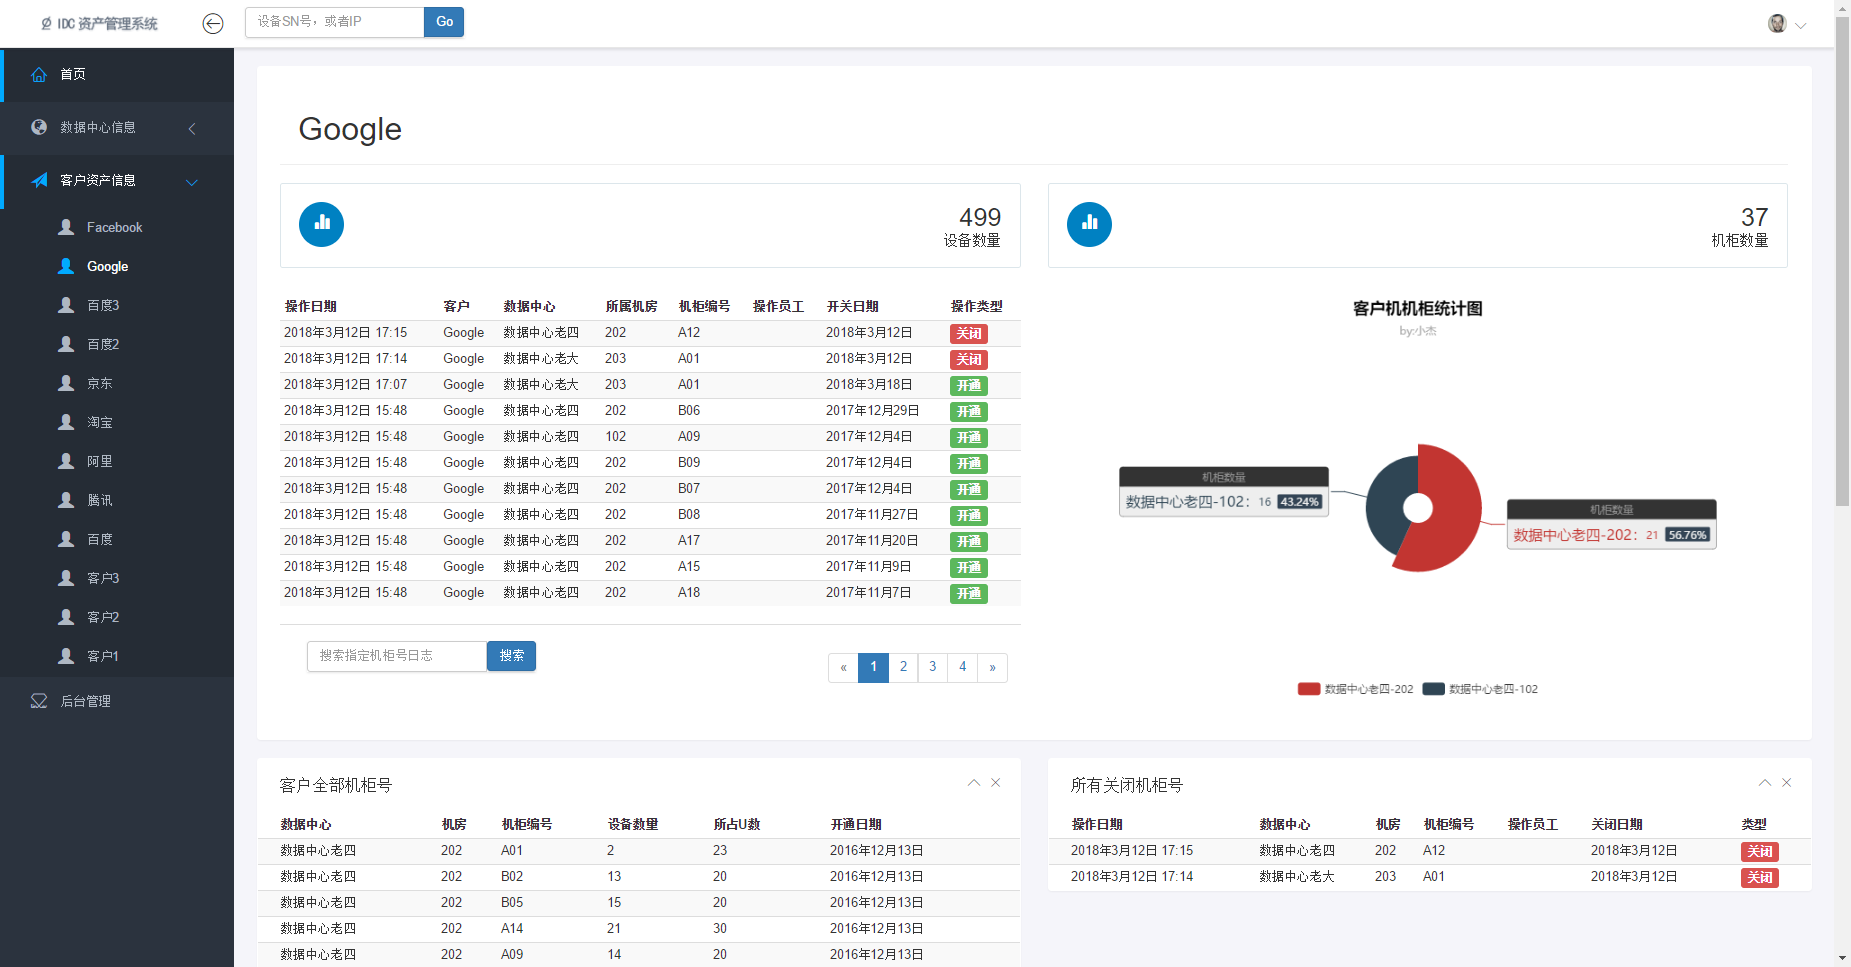 IDC 资产管理系统
设备SN号，或者IP Go
首页
数据中心信息
客户资产信息
Facebook
Google
百度3
百度2
京东
淘宝
阿里
腾讯
百度
客户3
客户2
客户1
后台管理
Google
499
设备数量
37
机柜数量
操作日期 客户 数据中心 所属机房 机柜编号 操作员工 开关日期 操作类型
2018年3月12日 17:15 Google 数据中心老四 202 A12 2018年3月12日 关闭
2018年3月12日 17:14 Google 数据中心老大 203 A01 2018年3月12日 关闭
2018年3月12日 17:07 Google 数据中心老大 203 A01 2018年3月18日 开通
2018年3月12日 15:48 Google 数据中心老四 202 B06 2017年12月29日 开通
2018年3月12日 15:48 Google 数据中心老四 102 A09 2017年12月4日 开通
2018年3月12日 15:48 Google 数据中心老四 202 B09 2017年12月4日 开通
2018年3月12日 15:48 Google 数据中心老四 202 B07 2017年12月4日 开通
2018年3月12日 15:48 Google 数据中心老四 202 B08 2017年11月27日 开通
2018年3月12日 15:48 Google 数据中心老四 202 A17 2017年11月20日 开通
2018年3月12日 15:48 Google 数据中心老四 202 A15 2017年11月9日 开通
2018年3月12日 15:48 Google 数据中心老四 202 A18 2017年11月7日 开通
搜索指定机柜号日志 搜索
« 1 2 3 4 »
客户机机柜统计图
by:小杰
机柜数量
数据中心老四-102： 16 43.24%
机柜数量
数据中心老四-202： 21 56.76%
数据中心老四-202 数据中心老四-102
客户全部机柜号
数据中心 机房 机柜编号 设备数量 所占U数 开通日期
数据中心老四 202 A01 2 23 2016年12月13日
数据中心老四 202 B02 13 20 2016年12月13日
数据中心老四 202 B05 15 20 2016年12月13日
数据中心老四 202 A14 21 30 2016年12月13日
数据中心老四 202 A09 14 20 2016年12月13日
所有关闭机柜号
操作日期 数据中心 机房 机柜编号 操作员工 关闭日期 类型
2018年3月12日 17:15 数据中心老四 202 A12 2018年3月12日 关闭
2018年3月12日 17:14 数据中心老大 203 A01 2018年3月12日 关闭